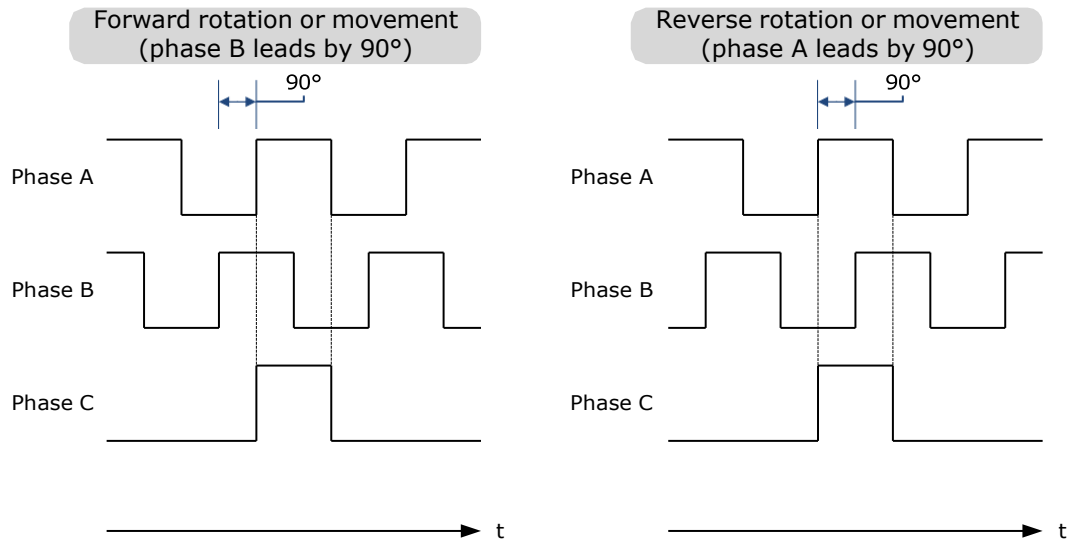 Forward rotation or movement
(phase B leads by 90°)
90°
Phase A
Phase B
Phase C
t
Reverse rotation or movement
(phase A leads by 90°)
90°
Phase A
Phase B
Phase C
t